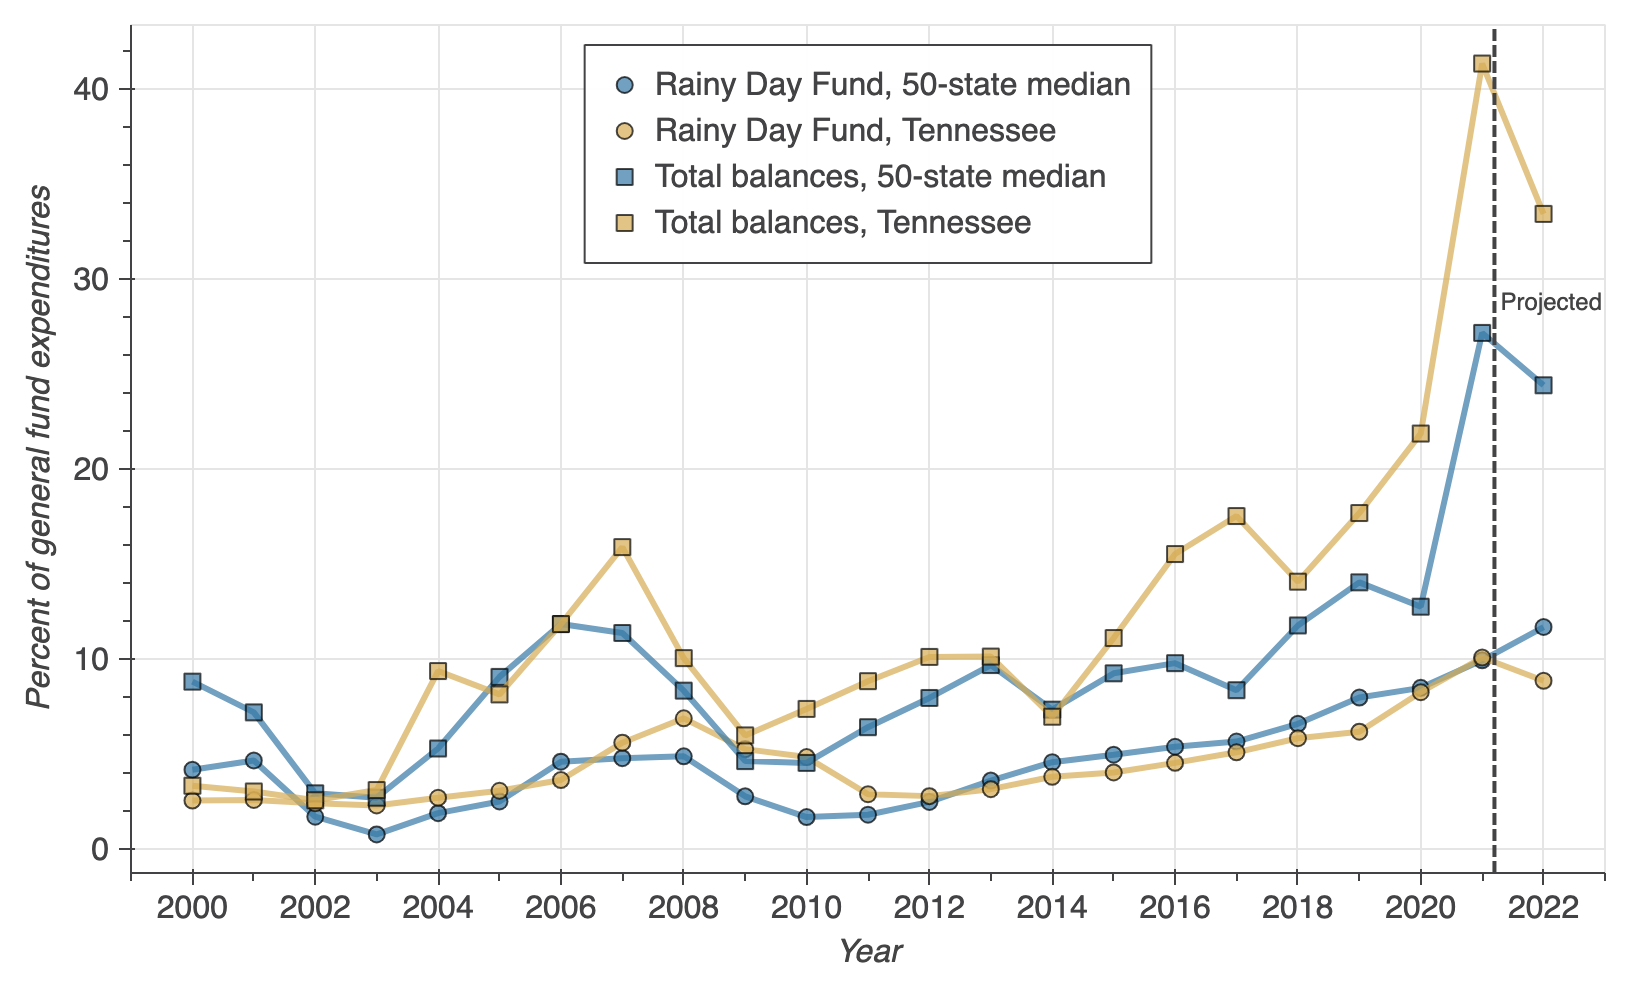 Rainy Day Fund, 50-state median
Rainy Day Fund, Tennessee
Total balances, 50-state median
Total balances, Tennessee
Projected
Percent of general fund expenditures
40
30
20
10
0
2000 2002 2004 2006 2008 2010 2012 2014 2016 2018 2020 2022
Year